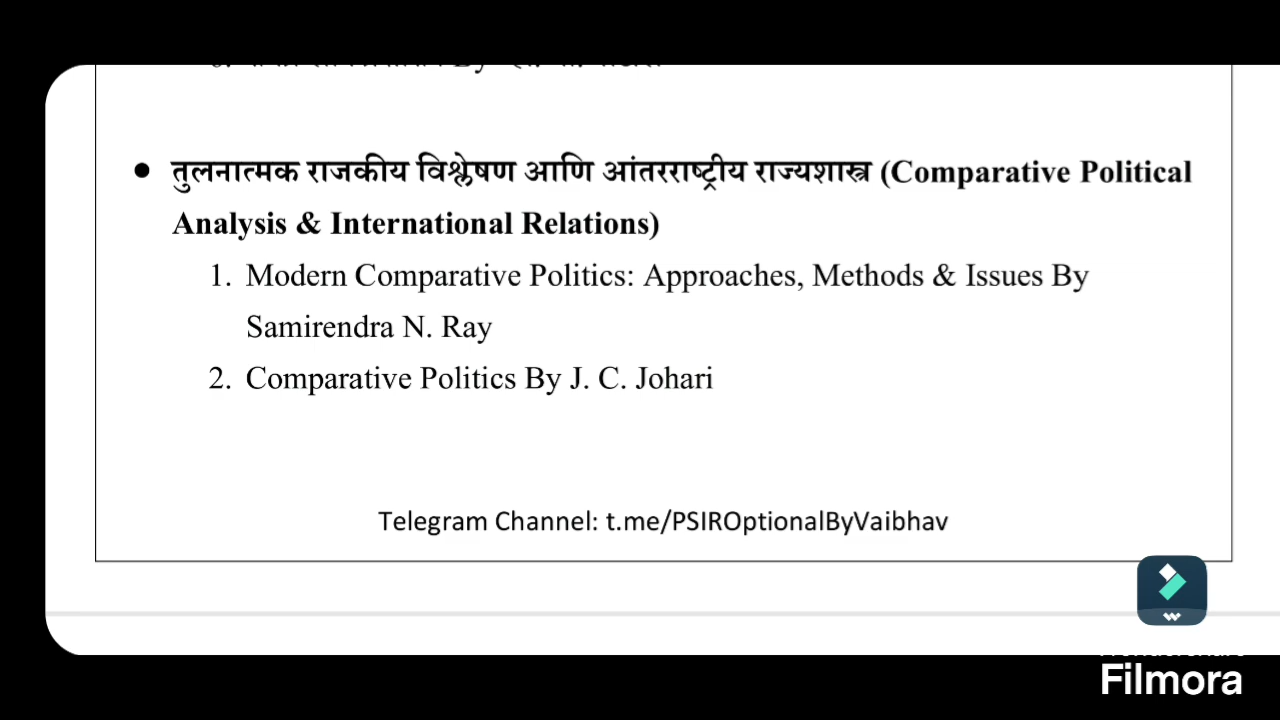 • तुलनात्मक राजकीय विश्लेषण आणि आंतरराष्ट्रीय राज्यशास्त्र (Comparative Political
Analysis & International Relations)
1. Modern Comparative Politics: Approaches, Methods & Issues By
Samirendra N. Ray
2. Comparative Politics By J. C. Johari
Telegram Channel: t.me/PSIROptionalByVaibhav
Filmora